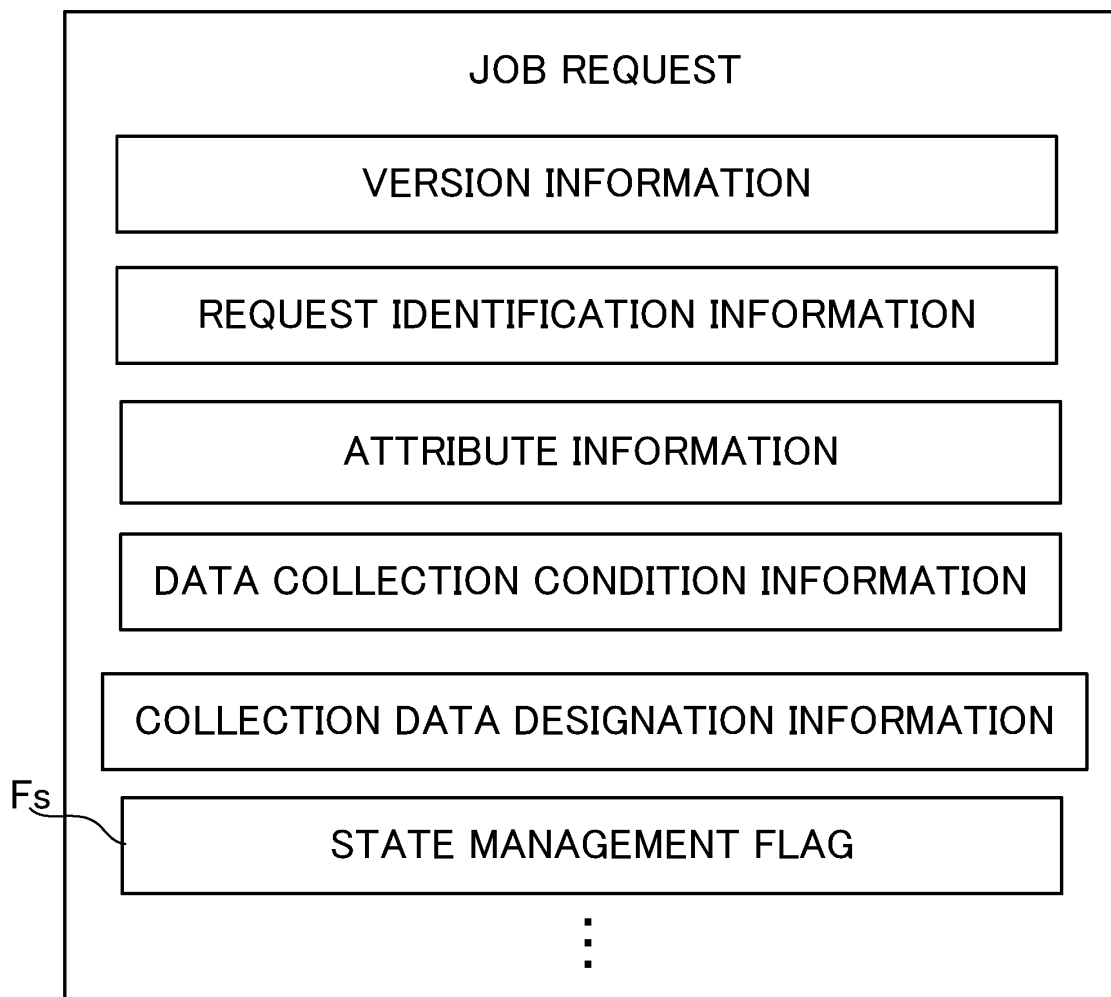 JOB REQUEST
VERSION INFORMATION
REQUEST IDENTIFICATION INFORMATION
ATTRIBUTE INFORMATION
DATA COLLECTION CONDITION INFORMATION
COLLECTION DATA DESIGNATION INFORMATION
Fs
STATE MANAGEMENT FLAG
⋮